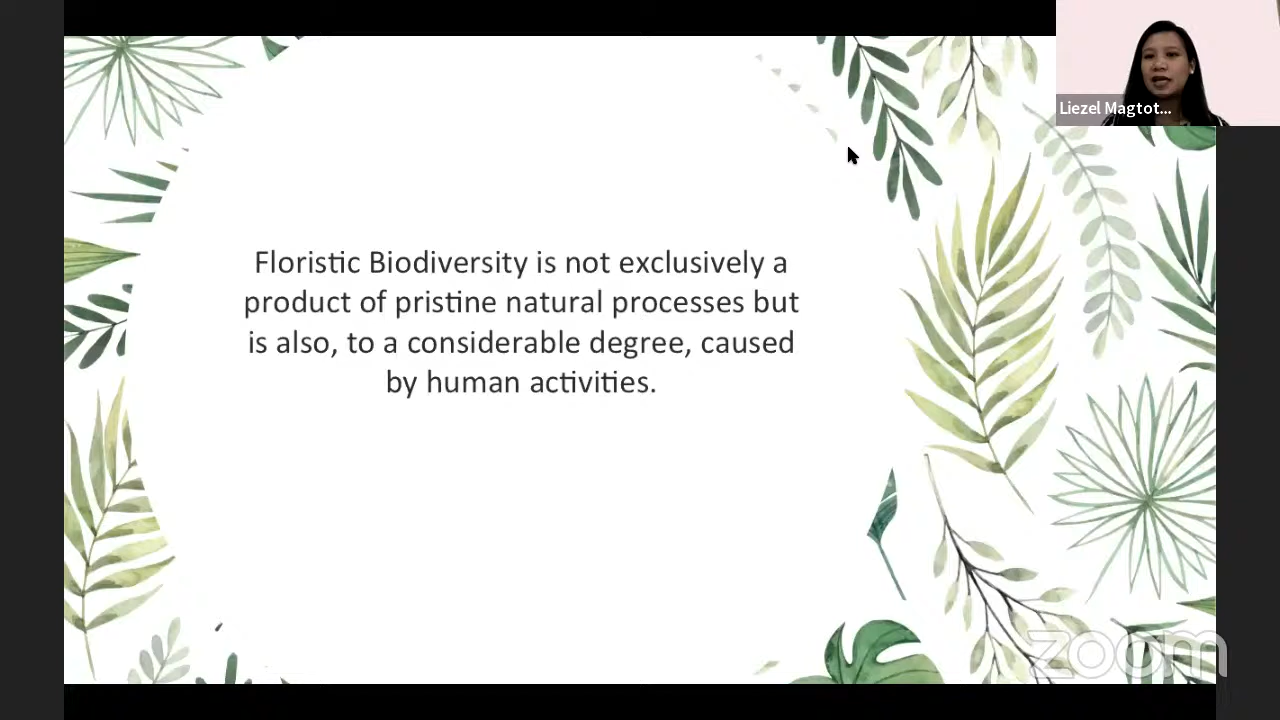 Liezel Magtot...
Floristic Biodiversity is not exclusively a
product of pristine natural processes but
is also, to a considerable degree, caused
by human activities.
zoom